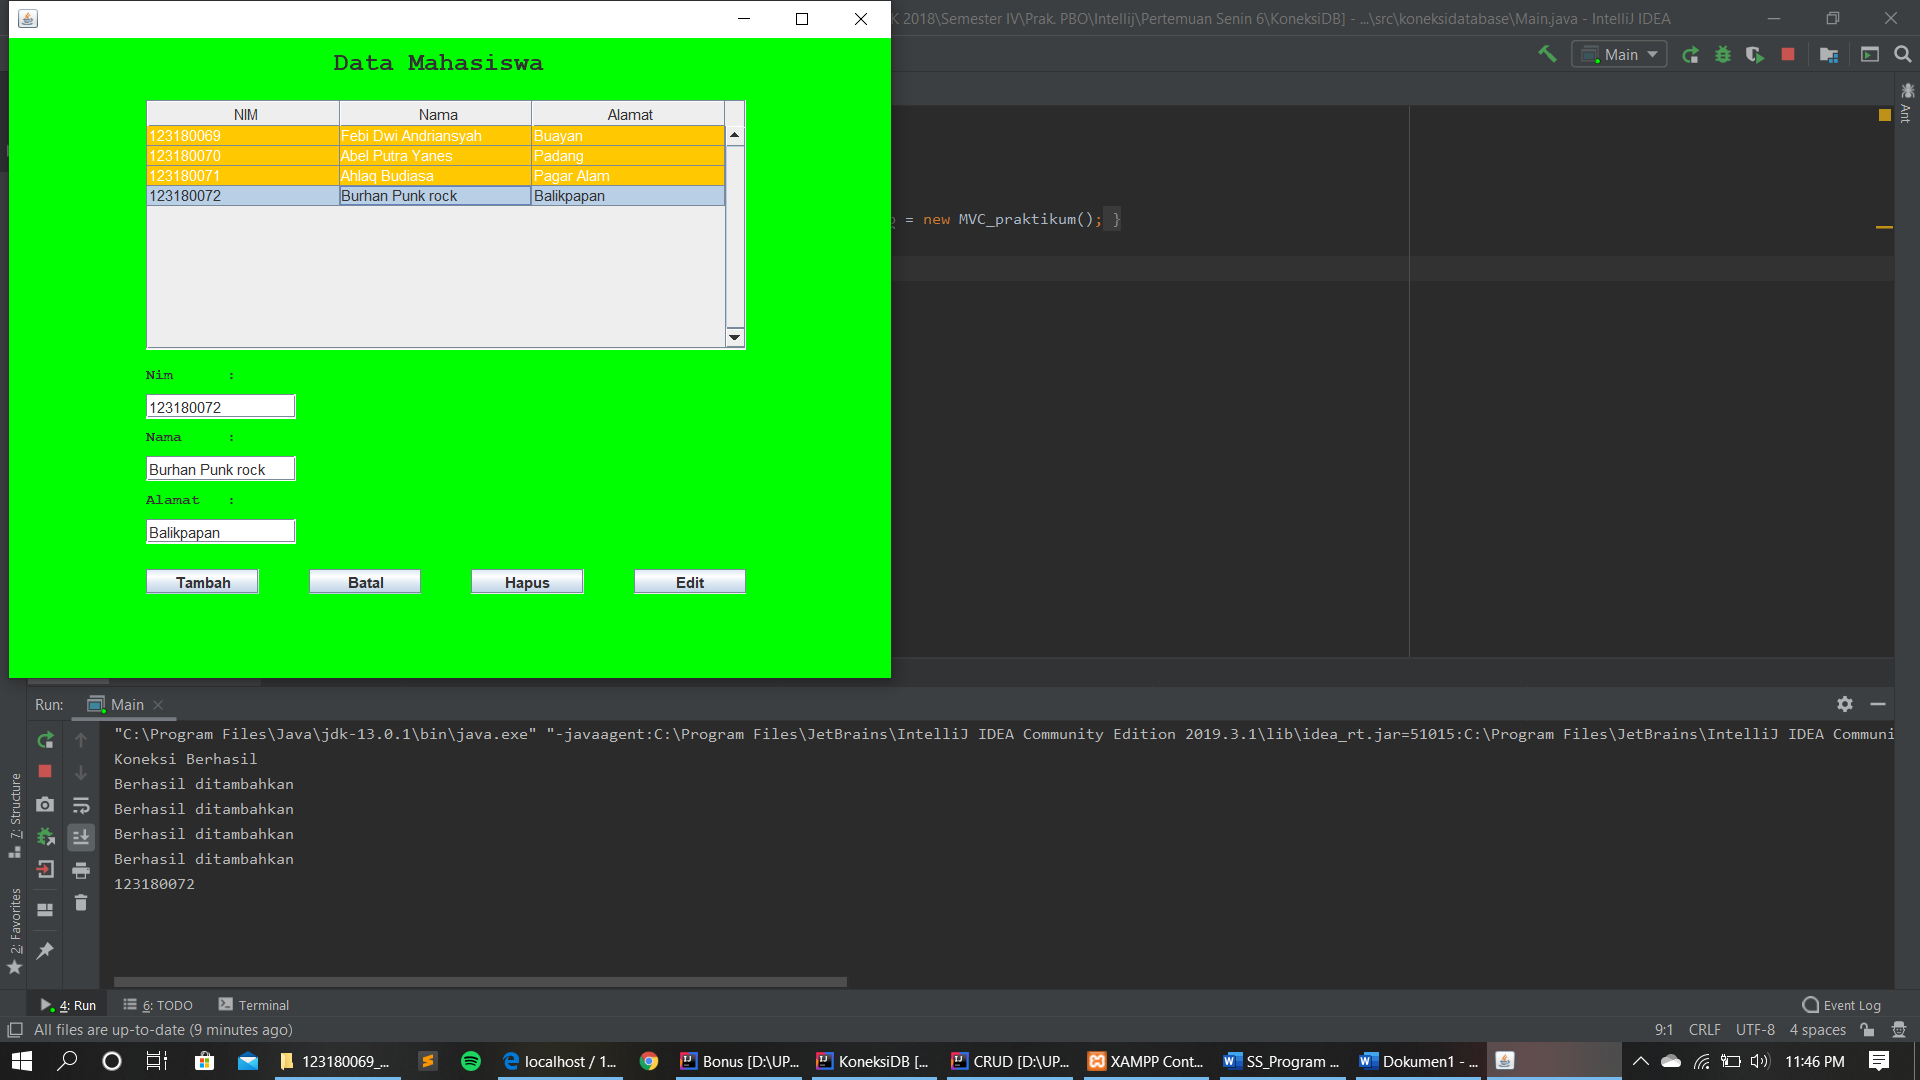 K 2018\Semester IV\Prak. PBO\Intellij\Pertemuan Senin 6\KoneksiDB] - ...\src\koneksidatabase\Main.java - IntelliJ IDEA
Main
Data Mahasiswa
NIM Nama Alamat
123180069 Febi Dwi Andriansyah Buayan
123180070 Abel Putra Yanes Padang
123180071 Ahlaq Budiasa Pagar Alam
123180072 Burhan Punk rock Balikpapan
Nim :
123180072
Nama :
Burhan Punk rock
Alamat :
Balikpapan
Tambah Batal Hapus Edit
= new MVC_praktikum(); }
Ant
Run: Main
"C:\Program Files\Java\jdk-13.0.1\bin\java.exe" "-javaagent:C:\Program Files\JetBrains\IntelliJ IDEA Community Edition 2019.3.1\lib\idea_rt.jar=51015:C:\Program Files\JetBrains\IntelliJ IDEA Communi
Koneksi Berhasil
Berhasil ditambahkan
Berhasil ditambahkan
Berhasil ditambahkan
Berhasil ditambahkan
123180072
7: Structure
2: Favorites
4: Run 6: TODO Terminal Event Log
All files are up-to-date (9 minutes ago) 9:1 CRLF UTF-8 4 spaces
123180069_... localhost / 1... Bonus [D:\UP... KoneksiDB [... CRUD [D:\UP... XAMPP Cont... SS_Program ... Dokumen1 - ... 11:46 PM